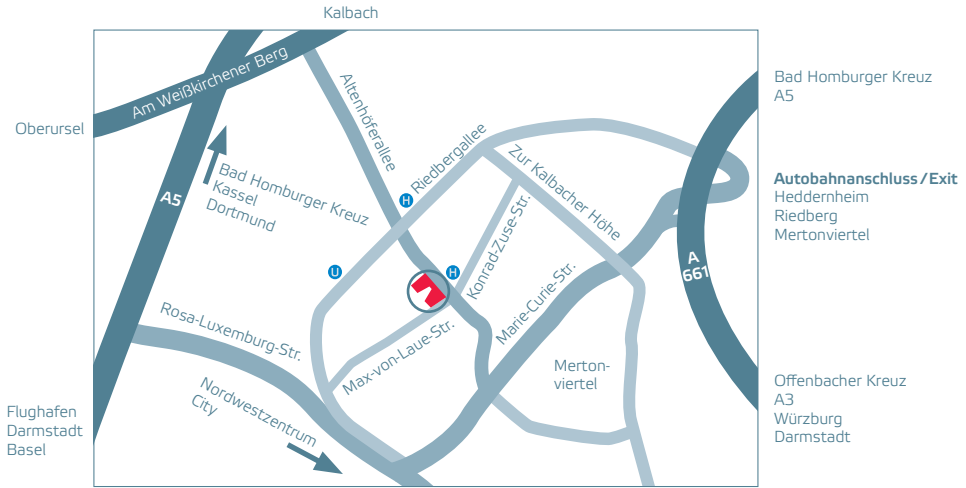 Kalbach
Am Weißkirchener Berg
Oberursel
A5
Bad Homburger Kreuz
Kassel
Dortmund
Altenhöferallee
H
Riedbergallee
Zur Kalbacher Höhe
Konrad-Zuse-Str.
U
H
Marie-Curie-Str.
Max-von-Laue-Str.
Rosa-Luxemburg-Str.
Nordwestzentrum
City
Merton-
viertel
A
661
Bad Homburger Kreuz
A5
Autobahnanschluss/Exit
Heddernheim
Riedberg
Mertonviertel
Offenbacher Kreuz
A3
Würzburg
Darmstadt
Flughafen
Darmstadt
Basel